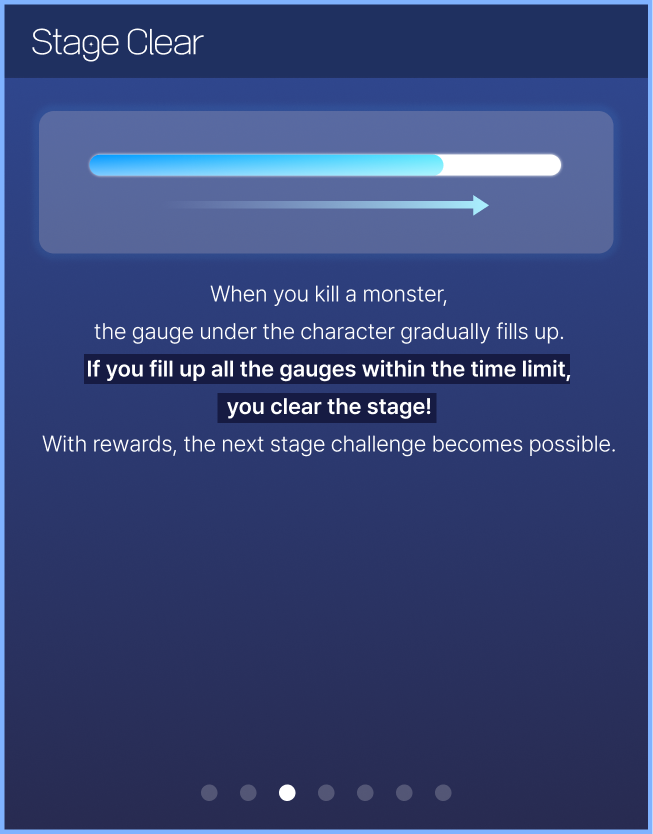 Stage Clear
When you kill a monster,
the gauge under the character gradually fills up.
If you fill up all the gauges within the time limit,
you clear the stage!
With rewards, the next stage challenge becomes possible.